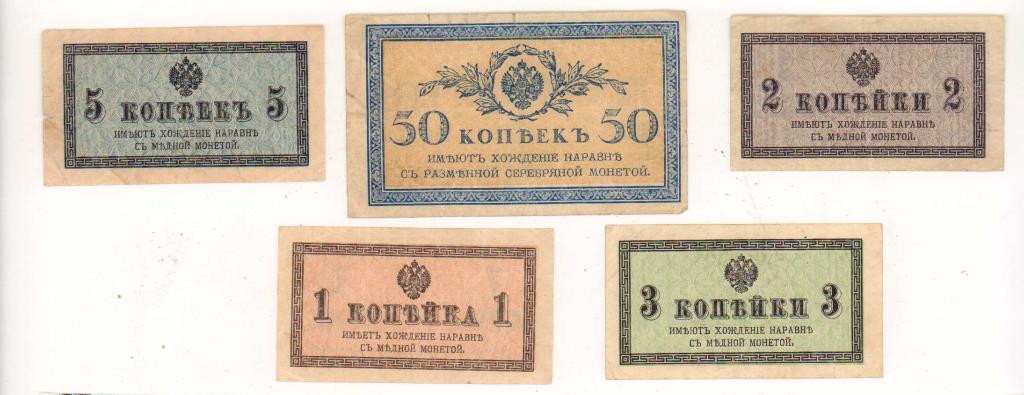 5 КОПѢЕКЪ 5
ИМѢЮТЪ ХОЖДЕНІЕ НАРАВНѢ
СЪ МѢДНОЙ МОНЕТОЙ.
50 КОПѢЕКЪ 50
ИМѢЮТЪ ХОЖДЕНІЕ НАРАВНѢ
СЪ РАЗМѢННОЙ СЕРЕБРЯНОЙ МОНЕТОЙ.
2 КОПѢЙКИ 2
ИМѢЮТЪ ХОЖДЕНІЕ НАРАВНѢ
СЪ МѢДНОЙ МОНЕТОЙ.
1 КОПѢЙКА 1
ИМѢЕТЪ ХОЖДЕНІЕ НАРАВНѢ
СЪ МѢДНОЙ МОНЕТОЙ.
3 КОПѢЙКИ 3
ИМѢЮТЪ ХОЖДЕНІЕ НАРАВНѢ
СЪ МѢДНОЙ МОНЕТОЙ.